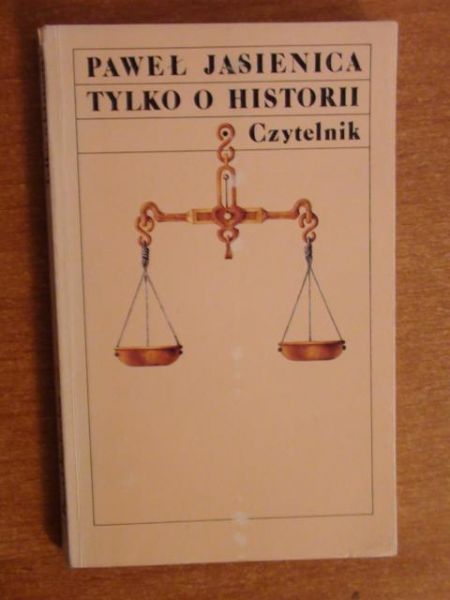 PAWEŁ JASIENICA
TYLKO O HISTORII
Czytelnik